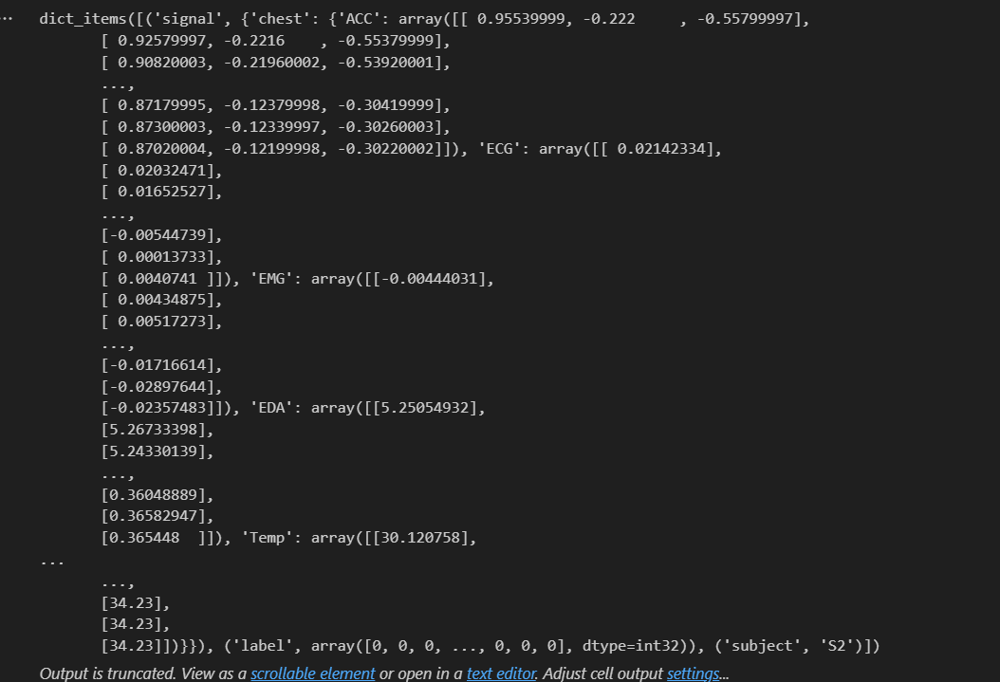 ... dict_items([('signal', {'chest': {'ACC': array([[ 0.95539999, -0.222     , -0.55799997],
       [ 0.92579997, -0.2216    , -0.55379999],
       [ 0.90820003, -0.21960002, -0.53920001],
       ...,
       [ 0.87179995, -0.12379998, -0.30419999],
       [ 0.87300003, -0.12339997, -0.30260003],
       [ 0.87020004, -0.12199998, -0.30220002]]), 'ECG': array([[ 0.02142334],
       [ 0.02032471],
       [ 0.01652527],
       ...,
       [-0.00544739],
       [ 0.00013733],
       [ 0.0040741 ]]), 'EMG': array([[-0.00444031],
       [ 0.00434875],
       [ 0.00517273],
       ...,
       [-0.01716614],
       [-0.02897644],
       [-0.02357483]]), 'EDA': array([[5.25054932],
       [5.26733398],
       [5.24330139],
       ...,
       [0.36048889],
       [0.36582947],
       [0.365448  ]]), 'Temp': array([[30.120758],
...
       ...,
       [34.23],
       [34.23],
       [34.23]])}}), ('label', array([0, 0, 0, ..., 0, 0, 0], dtype=int32)), ('subject', 'S2')])
Output is truncated. View as a scrollable element or open in a text editor. Adjust cell output settings...